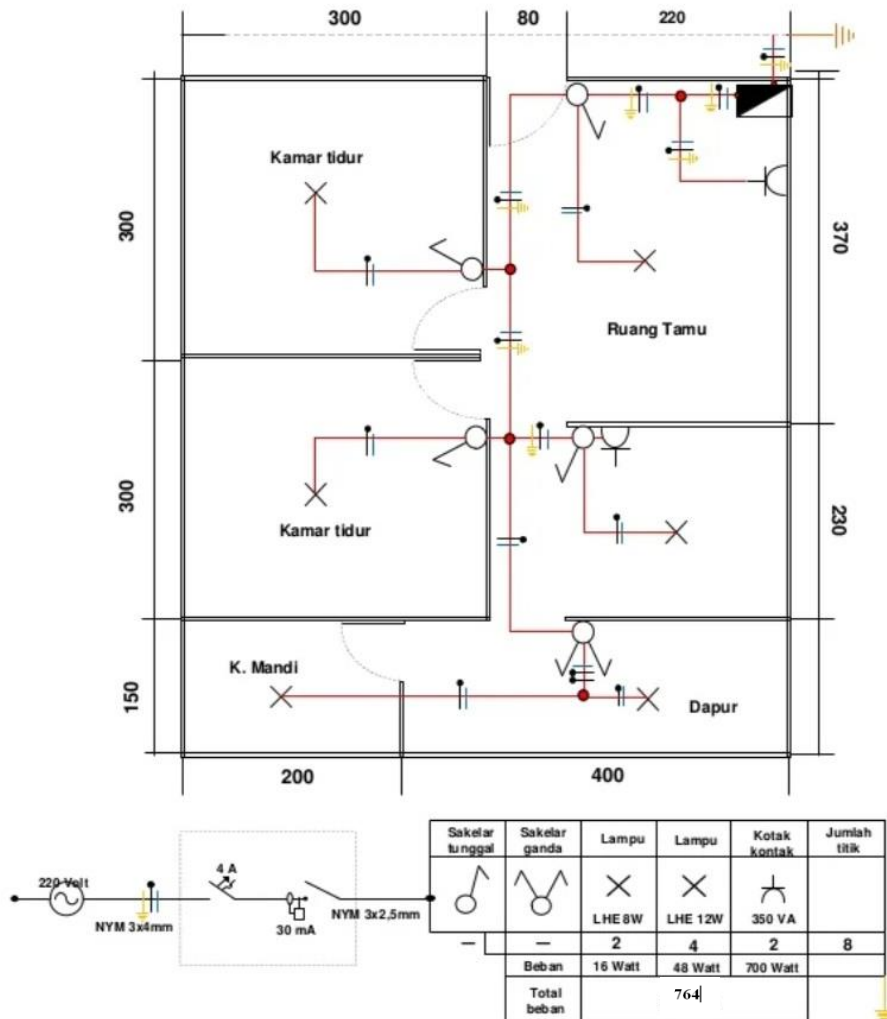 300 80 220
Kamar tidur
300
370
Ruang Tamu
300
Kamar tidur
230
K. Mandi
150
Dapur
200 400
220 Volt
4 A
NYM 3x4mm
30 mA
NYM 3x2,5mm
Sakelar tunggal Sakelar ganda Lampu Lampu Kotak kontak Jumlah titik
LHE 8W LHE 12W 350 VA
— — 2 4 2 8
Beban 16 Watt 48 Watt 700 Watt
Total beban 764